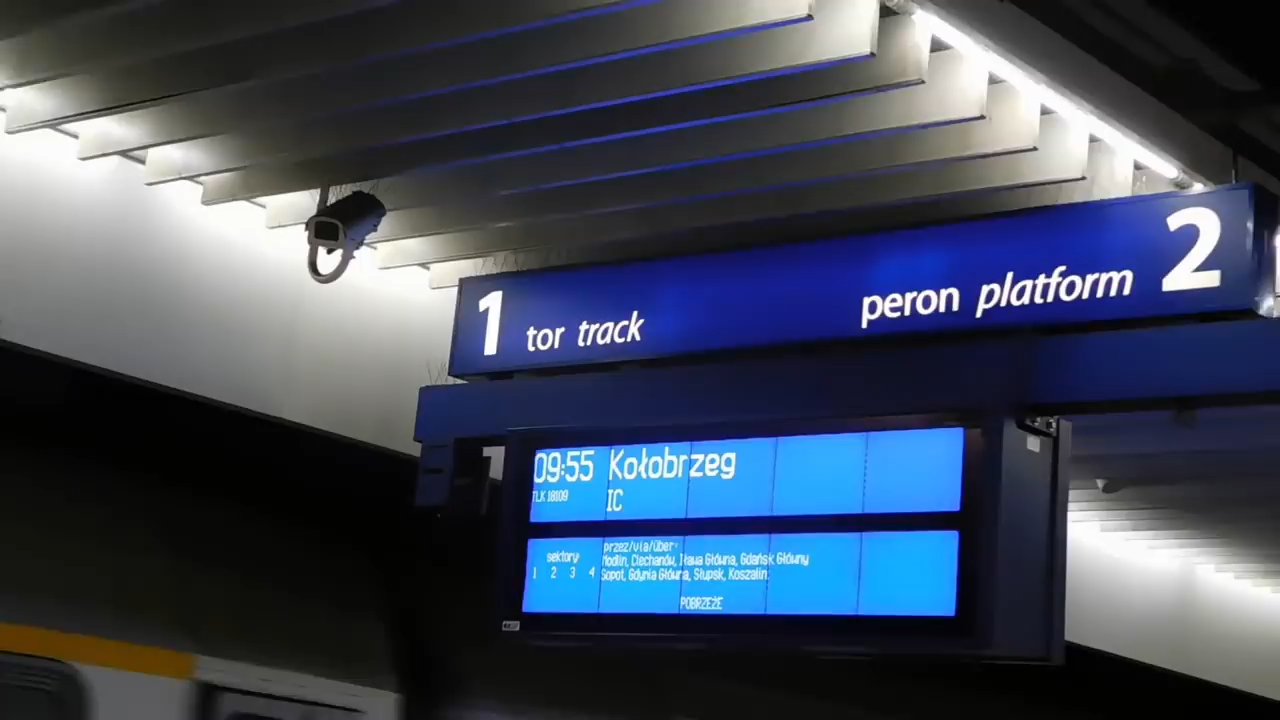 1 tor track
peron platform 2
09:55 Kołobrzeg
TLK 18109 IC
przez/via/über:
sektory Modlin, Ciechanów, Iława Główna, Gdańsk Główny
1 2 3 4 Sopot, Gdynia Główna, Słupsk, Koszalin
POBRZEŻE